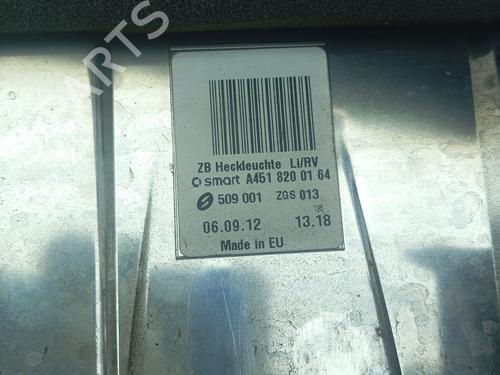 ZB Heckleuchte Li/RV
smart A451 820 01 64
509 001 ZGS 013
06.09.12 13.18
Made in EU
PARTS